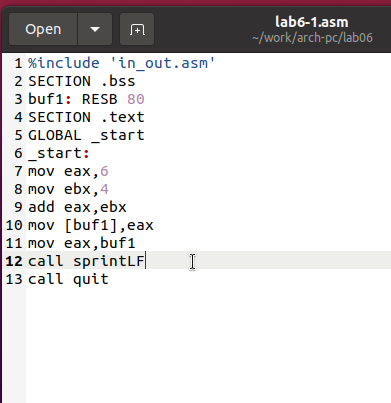 Open
lab6-1.asm
~/work/arch-pc/lab06
1 %include 'in_out.asm'
2 SECTION .bss
3 buf1: RESB 80
4 SECTION .text
5 GLOBAL _start
6 _start:
7 mov eax,6
8 mov ebx,4
9 add eax,ebx
10 mov [buf1],eax
11 mov eax,buf1
12 call sprintLF
13 call quit